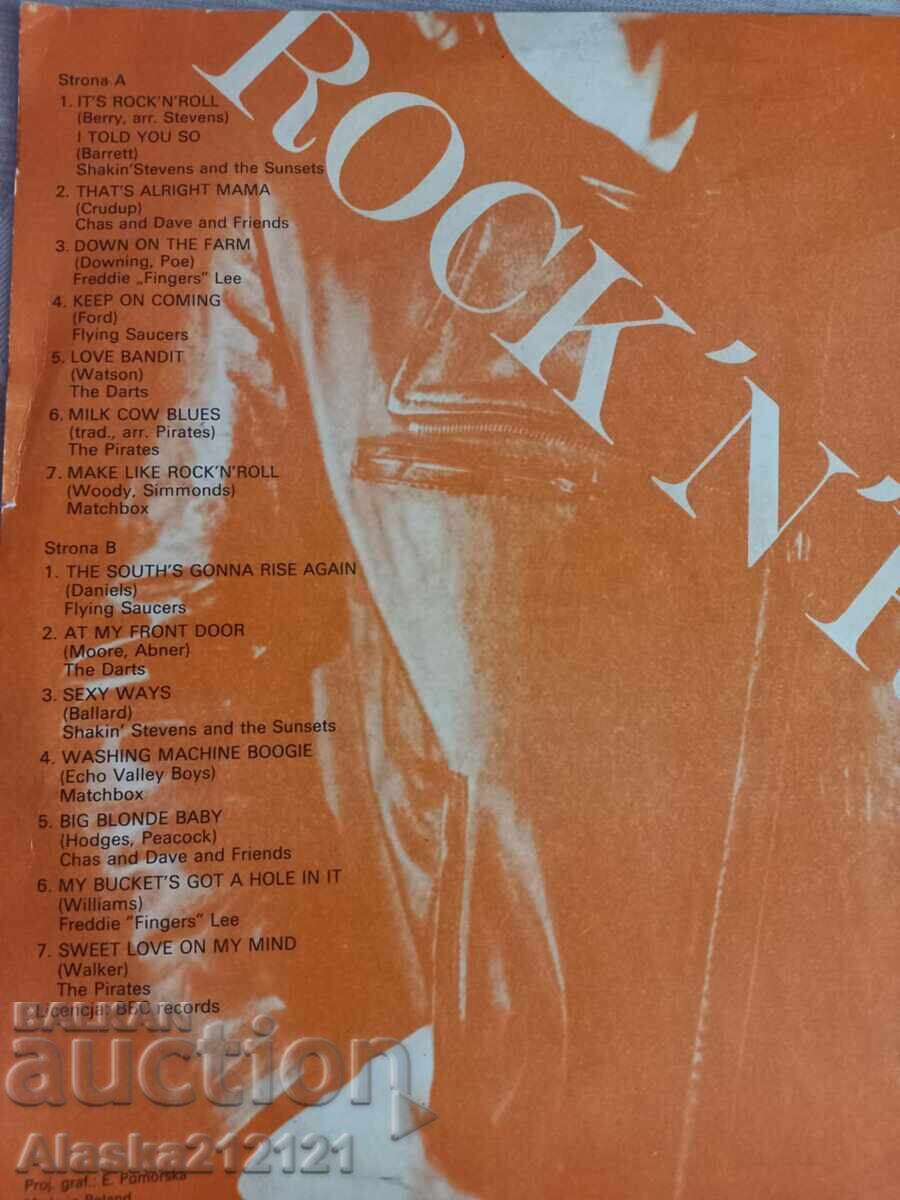 ROCK'N'R
Strona A
1. IT'S ROCK'N'ROLL
(Berry, arr. Stevens)
I TOLD YOU SO
(Barrett)
Shakin'Stevens and the Sunsets
2. THAT'S ALRIGHT MAMA
(Crudup)
Chas and Dave and Friends
3. DOWN ON THE FARM
(Downing, Poe)
Freddie „Fingers" Lee
4. KEEP ON COMING
(Ford)
Flying Saucers
5. LOVE BANDIT
(Watson)
The Darts
6. MILK COW BLUES
(trad., arr. Pirates)
The Pirates
7. MAKE LIKE ROCK'N'ROLL
(Woody, Simmonds)
Matchbox
Strona B
1. THE SOUTH'S GONNA RISE AGAIN
(Daniels)
Flying Saucers
2. AT MY FRONT DOOR
(Moore, Abner)
The Darts
3. SEXY WAYS
(Ballard)
Shakin' Stevens and the Sunsets
4. WASHING MACHINE BOOGIE
(Echo Valley Boys)
Matchbox
5. BIG BLONDE BABY
(Hodges, Peacock)
Chas and Dave and Friends
6. MY BUCKET'S GOT A HOLE IN IT
(Williams)
Freddie "Fingers" Lee
7. SWEET LOVE ON MY MIND
(Walker)
The Pirates
Licencja: BBC records
BALKAN
auction
Alaska212121
Proj. graf.: E. Pomorska
Poland